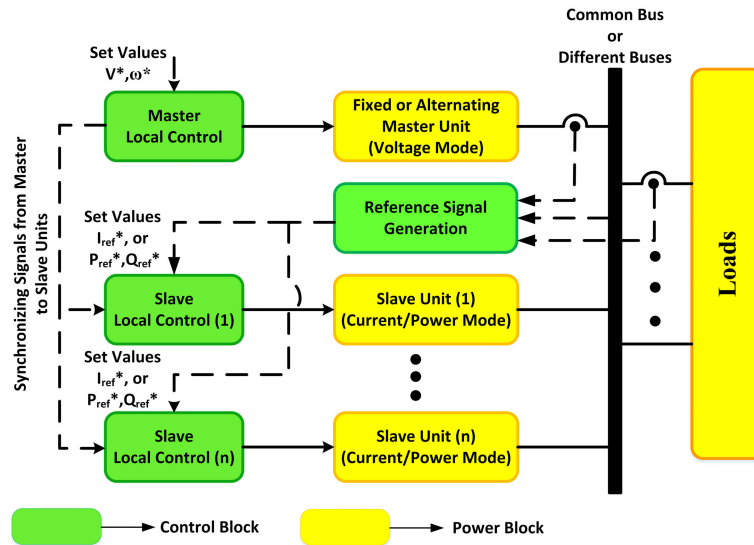 Common Bus
or
Different Buses
Set Values
V*,ω*
Master
Local Control
Fixed or Alternating
Master Unit
(Voltage Mode)
Synchronizing Signals from Master
to Slave Units
Reference Signal
Generation
Set Values
Iref*, or
Pref*,Qref*
Slave
Local Control (1)
Slave Unit (1)
(Current/Power Mode)
Loads
Set Values
Iref*, or
Pref*,Qref*
Slave
Local Control (n)
Slave Unit (n)
(Current/Power Mode)
Control Block
Power Block